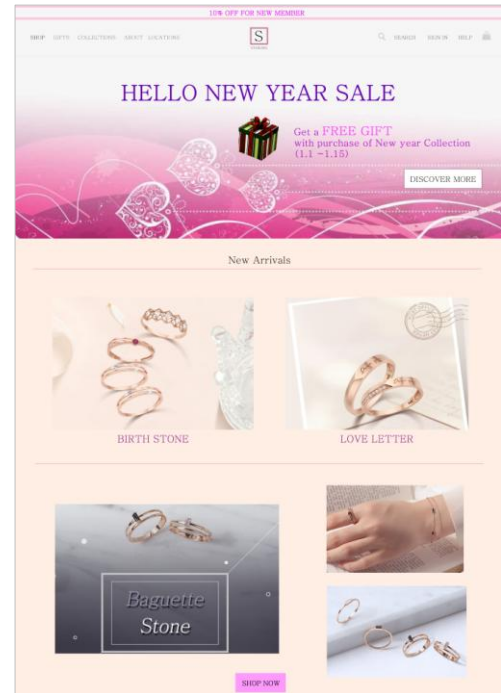 10% OFF FOR NEW MEMBER
SHOP GIFTS COLLECTIONS ABOUT LOCATIONS
S
SEARCH SIGN IN HELP
HELLO NEW YEAR SALE
Get a FREE GIFT
with purchase of New year Collection
(1.1 ~1.15)
DISCOVER MORE
New Arrivals
BIRTH STONE
LOVE LETTER
Baguette
Stone
SHOP NOW